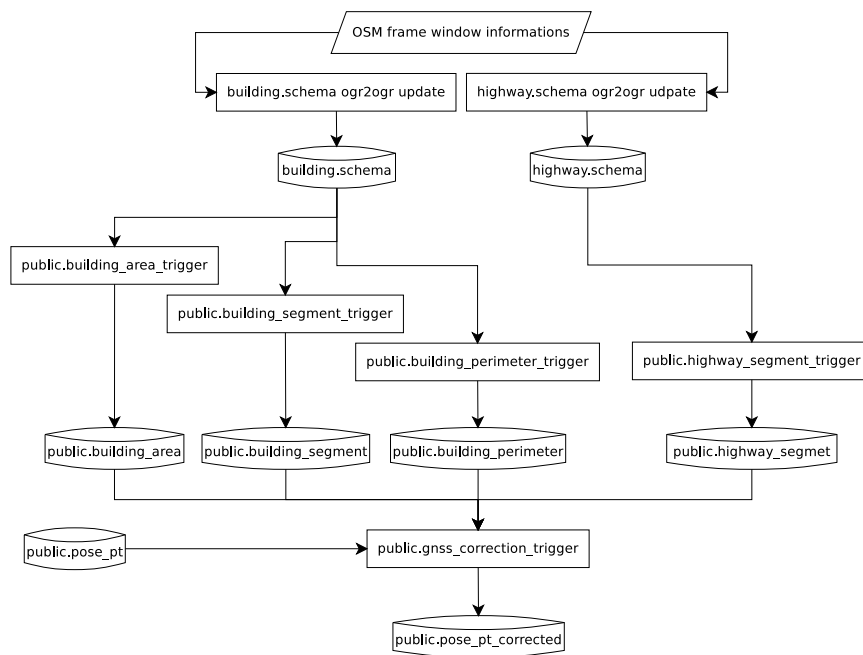 OSM frame window informations
building.schema ogr2ogr update
highway.schema ogr2ogr udpate
building.schema
highway.schema
public.building_area_trigger
public.building_segment_trigger
public.building_perimeter_trigger
public.highway_segment_trigger
public.building_area
public.building_segment
public.building_perimeter
public.highway_segmet
public.pose_pt
public.gnss_correction_trigger
public.pose_pt_corrected